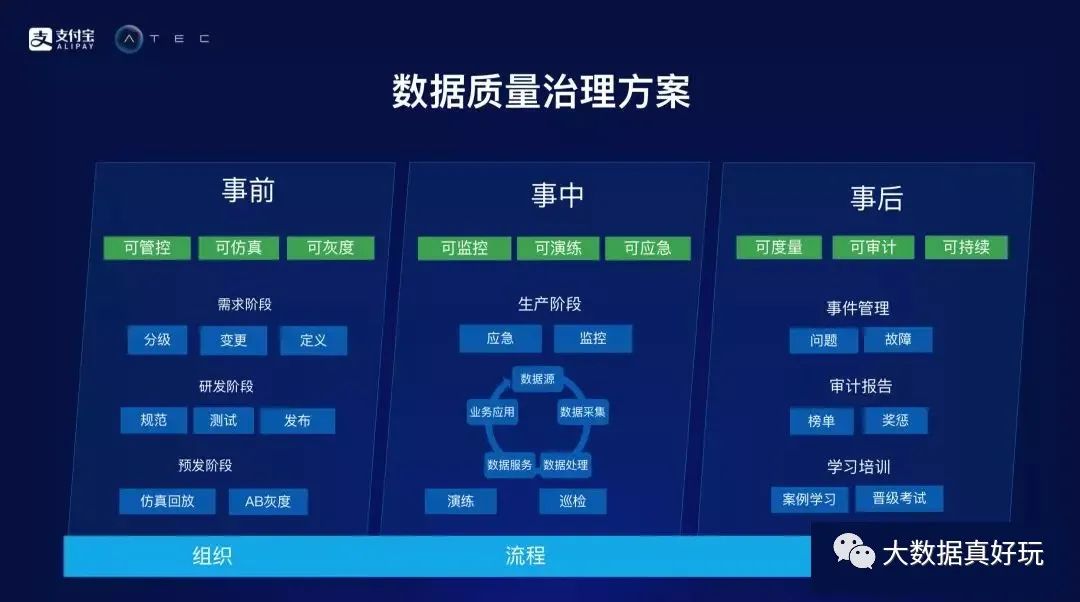 支付宝
ALIPAY
A T E C
数据质量治理方案
事前
可管控 可仿真 可灰度
需求阶段
分级 变更 定义
研发阶段
规范 测试 发布
预发阶段
仿真回放 AB灰度
事中
可监控 可演练 可应急
生产阶段
应急 监控
数据源
业务应用 数据采集
数据服务 数据处理
演练 巡检
事后
可度量 可审计 可持续
事件管理
问题 故障
审计报告
榜单 奖惩
学习培训
案例学习 晋级考试
组织 流程
大数据真好玩